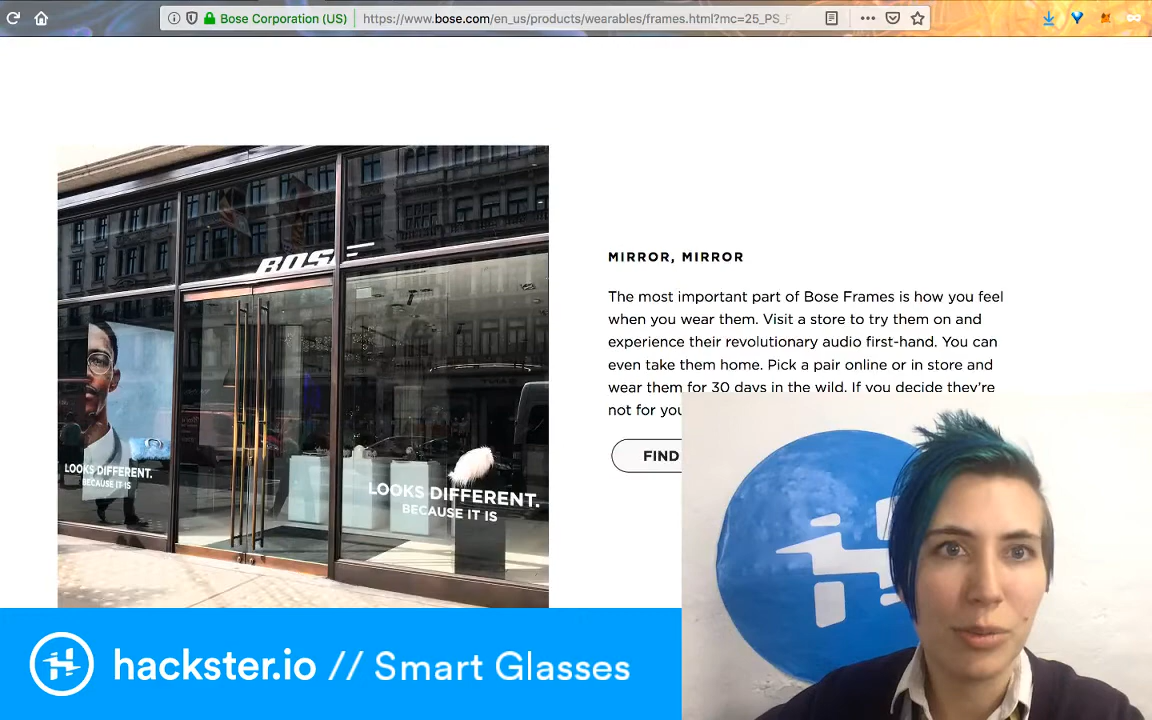 Bose Corporation (US)
https://www.bose.com/en_us/products/wearables/frames.html?mc=25_PS_F
BOSE
LOOKS DIFFERENT.
BECAUSE IT IS
LOOKS DIFFERENT.
BECAUSE IT IS
MIRROR, MIRROR
The most important part of Bose Frames is how you feel
when you wear them. Visit a store to try them on and
experience their revolutionary audio first-hand. You can
even take them home. Pick a pair online or in store and
wear them for 30 days in the wild. If you decide they're
not for you
FIND
hackster.io // Smart Glasses